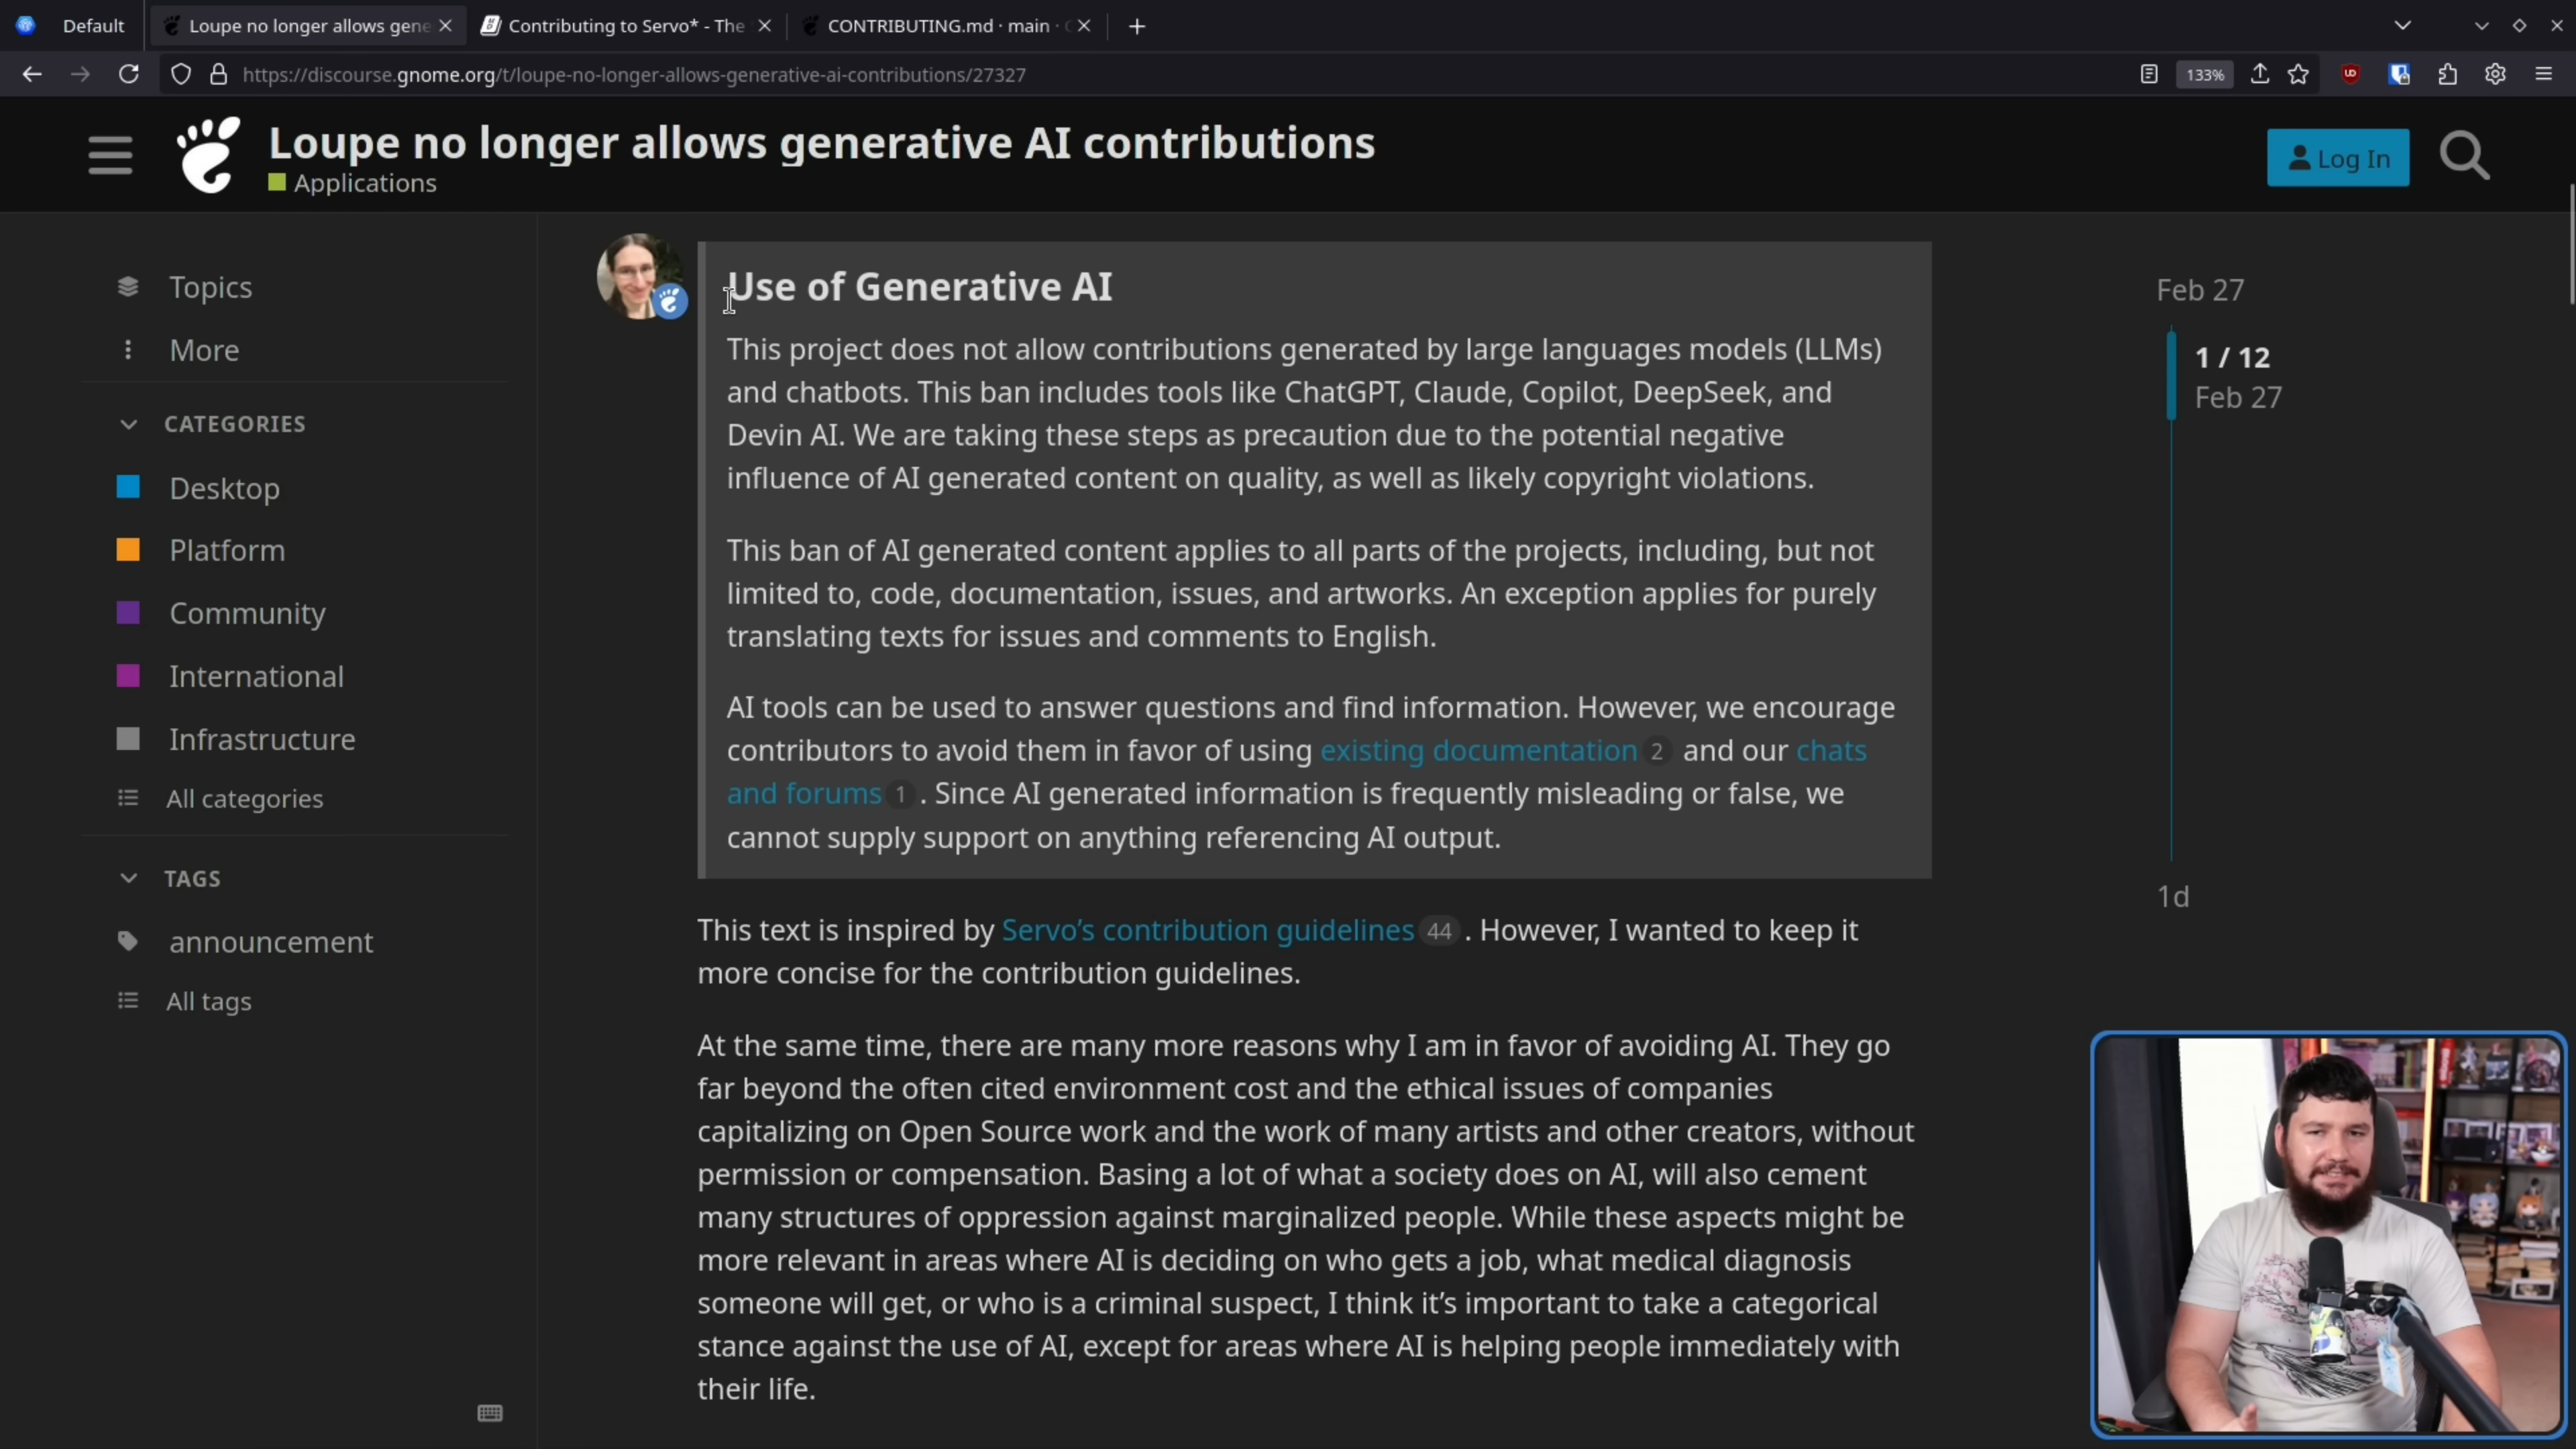 Default
Loupe no longer allows gene
Contributing to Servo* - The
CONTRIBUTING.md · main ·
https://discourse.gnome.org/t/loupe-no-longer-allows-generative-ai-contributions/27327
133%
Loupe no longer allows generative AI contributions
Applications
Log In
Topics
More
CATEGORIES
Desktop
Platform
Community
International
Infrastructure
All categories
TAGS
announcement
All tags
Use of Generative AI
This project does not allow contributions generated by large languages models (LLMs)
and chatbots. This ban includes tools like ChatGPT, Claude, Copilot, DeepSeek, and
Devin AI. We are taking these steps as precaution due to the potential negative
influence of AI generated content on quality, as well as likely copyright violations.
This ban of AI generated content applies to all parts of the projects, including, but not
limited to, code, documentation, issues, and artworks. An exception applies for purely
translating texts for issues and comments to English.
AI tools can be used to answer questions and find information. However, we encourage
contributors to avoid them in favor of using existing documentation 2 and our chats
and forums 1 . Since AI generated information is frequently misleading or false, we
cannot supply support on anything referencing AI output.
This text is inspired by Servo’s contribution guidelines 44 . However, I wanted to keep it
more concise for the contribution guidelines.
At the same time, there are many more reasons why I am in favor of avoiding AI. They go
far beyond the often cited environment cost and the ethical issues of companies
capitalizing on Open Source work and the work of many artists and other creators, without
permission or compensation. Basing a lot of what a society does on AI, will also cement
many structures of oppression against marginalized people. While these aspects might be
more relevant in areas where AI is deciding on who gets a job, what medical diagnosis
someone will get, or who is a criminal suspect, I think it’s important to take a categorical
stance against the use of AI, except for areas where AI is helping people immediately with
their life.
Feb 27
1 / 12
Feb 27
1d